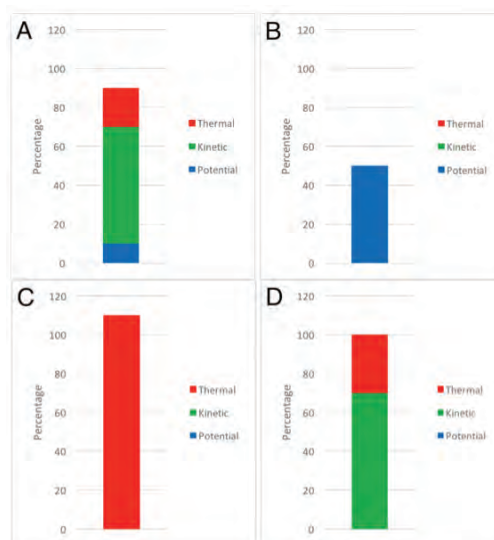 A
120
100
80
60
40
20
0
Percentage
Thermal
Kinetic
Potential
B
120
100
80
60
40
20
0
Percentage
Thermal
Kinetic
Potential
C
120
100
80
60
40
20
0
Percentage
Thermal
Kinetic
Potential
D
120
100
80
60
40
20
0
Percentage
Thermal
Kinetic
Potential